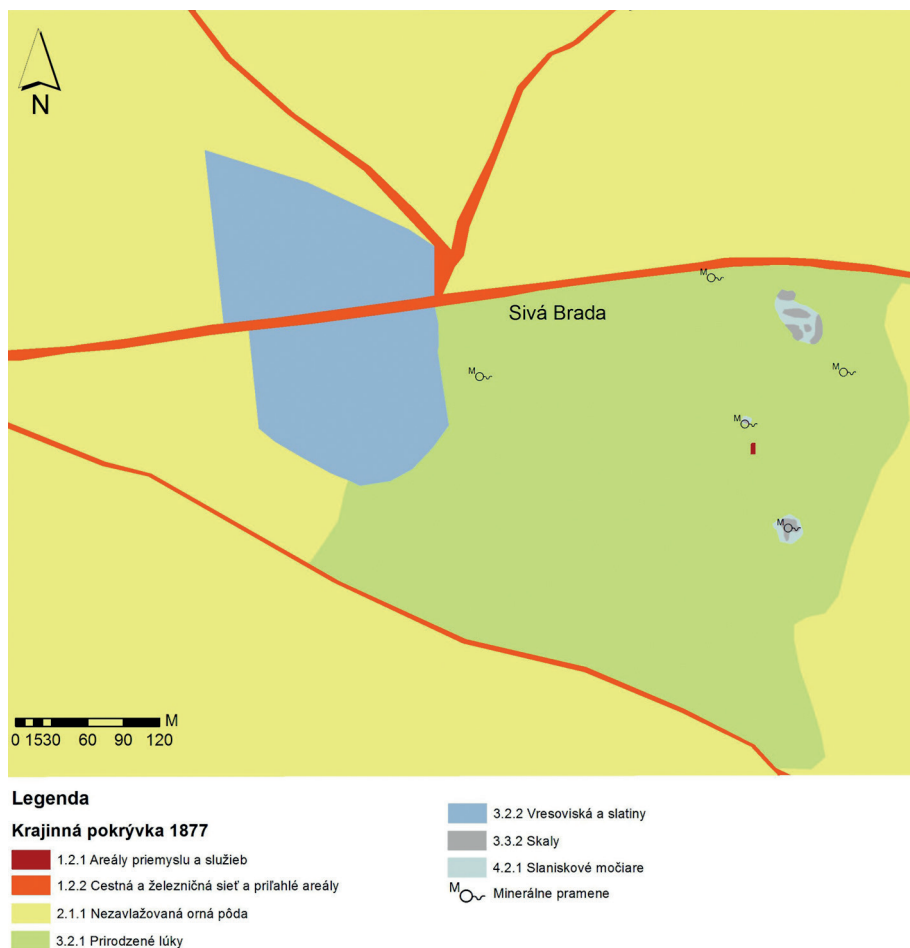 N
M
Sivá Brada
M
M
M
M
M
0 1530 60 90 120
Legenda
Krajinná pokrývka 1877
1.2.1 Areály priemyslu a služieb
1.2.2 Cestná a železničná sieť a priľahlé areály
2.1.1 Nezavlažovaná orná pôda
3.2.1 Prirodzené lúky
3.2.2 Vresoviská a slatiny
3.3.2 Skaly
4.2.1 Slaniskové močiare
M Minerálne pramene